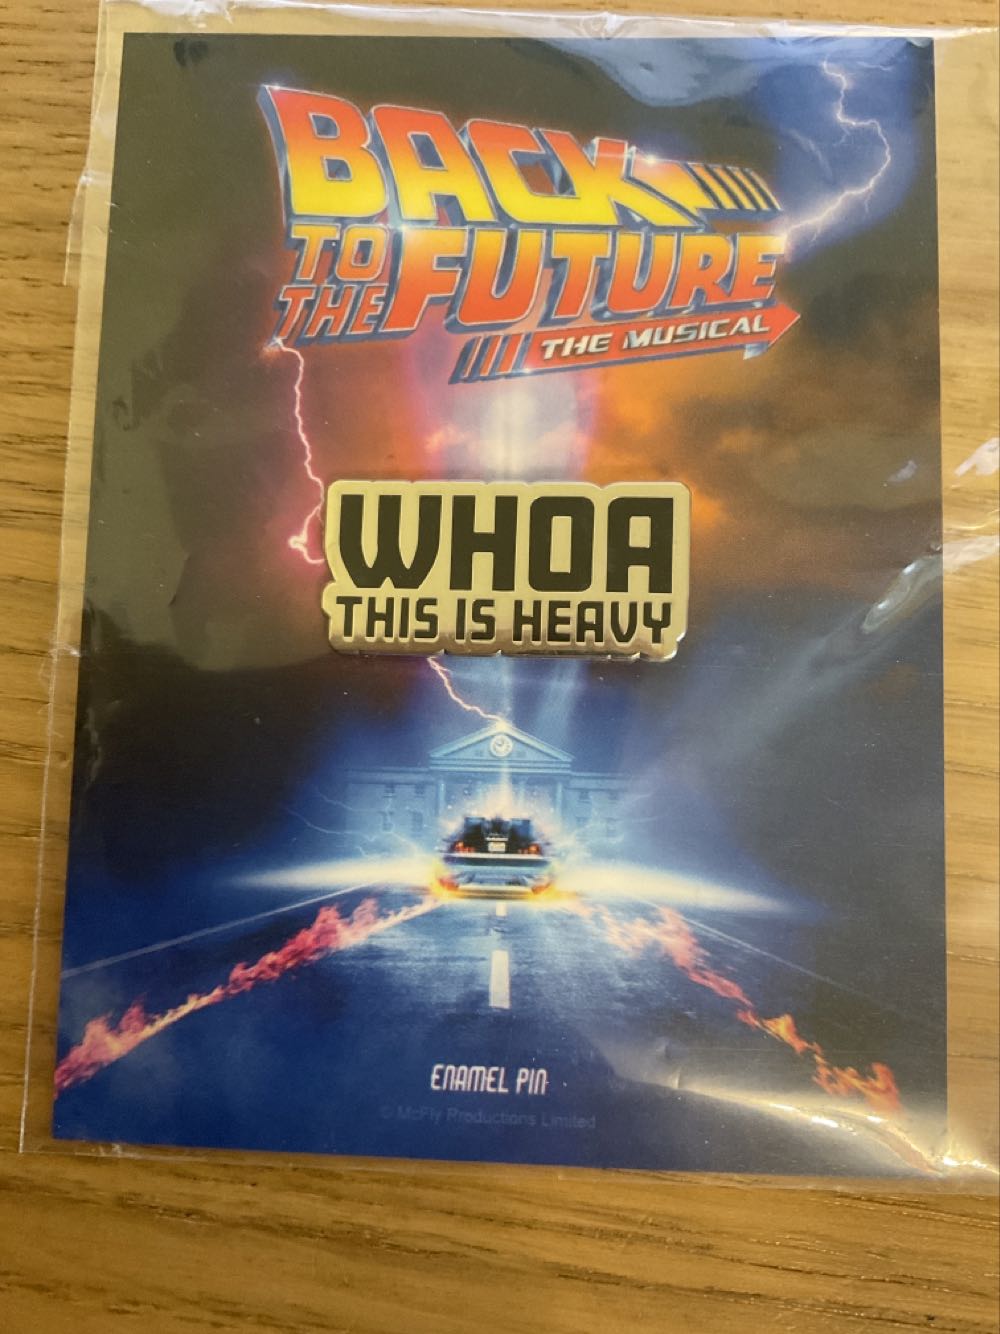 BACK
TO THE FUTURE
THE MUSICAL
WHOA
THIS IS HEAVY
ENAMEL PIN
© McFly Productions Limited